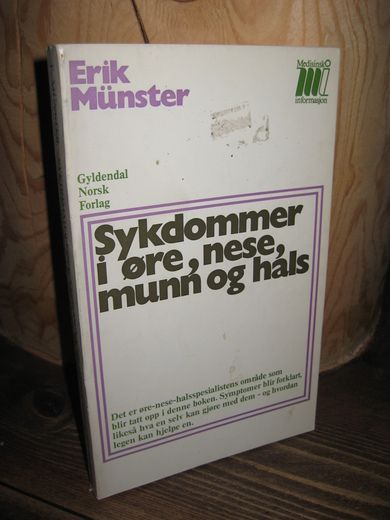 Erik
Münster
Medisinsk
informasjon
Gyldendal
Norsk
Forlag
Sykdommer
i øre, nese,
munn og hals
Det er øre-nese-halsspesialistens område som
blir tatt opp i denne boken. Symptomer blir forklart,
likeså hva en selv kan gjøre med dem - og hvordan
legen kan hjelpe en.